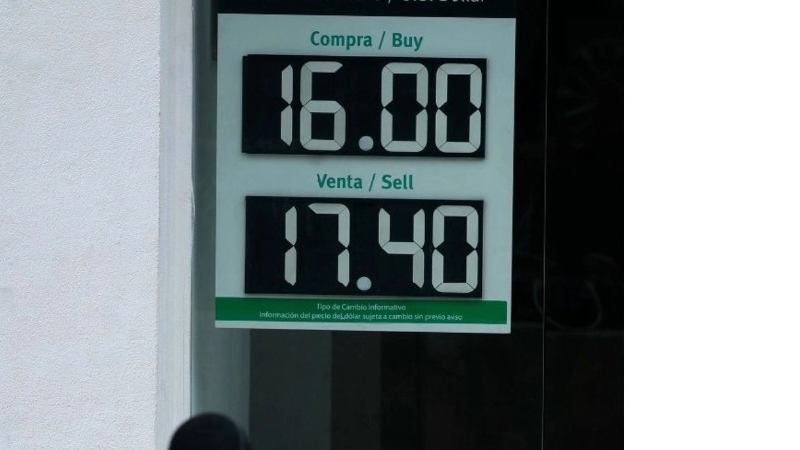 Compra / Buy
16.00
Venta / Sell
17.40
Tipo de Cambio Informativo
Información del precio del dólar sujeta a cambio sin previo aviso